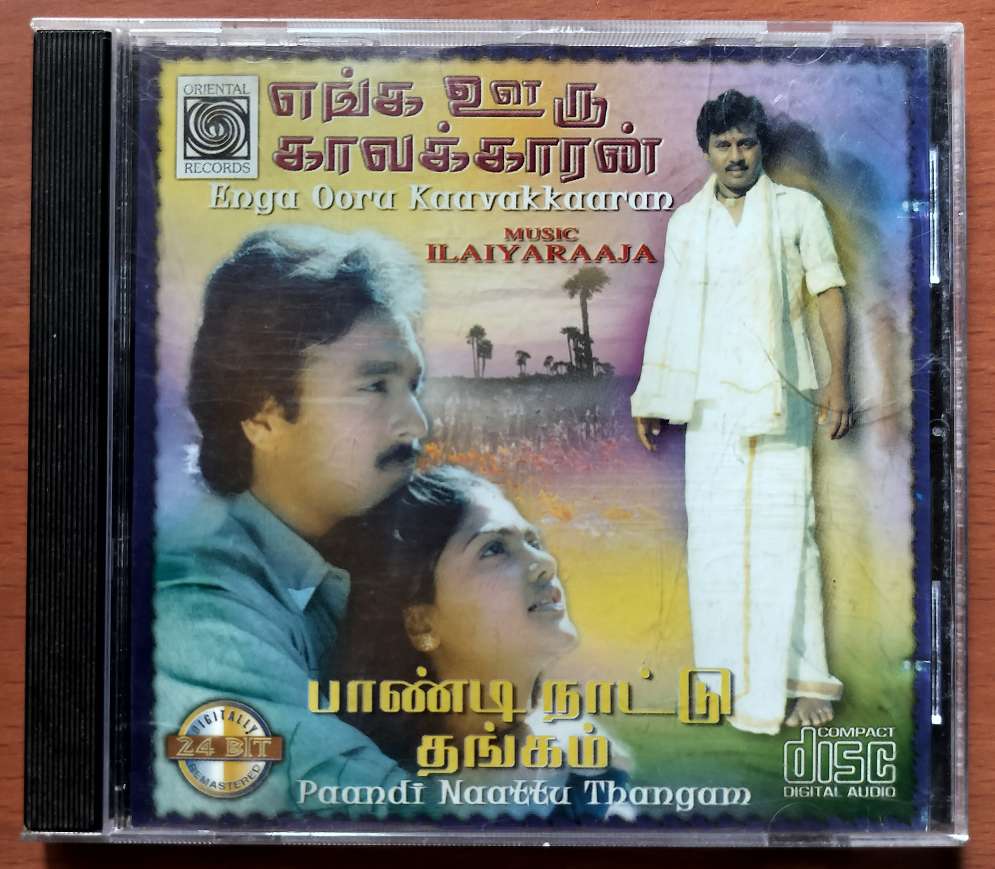 ORIENTAL
RECORDS
எங்க ஊரு
காவக்காரன்
Enga Ooru Kaavakkaaran
MUSIC
ILAIYARAAJA
பாண்டி நாட்டு
தங்கம்
Paandi Naattu Thangam
DIGITALLY
24 BIT
REMASTERED
COMPACT
disc
DIGITAL AUDIO